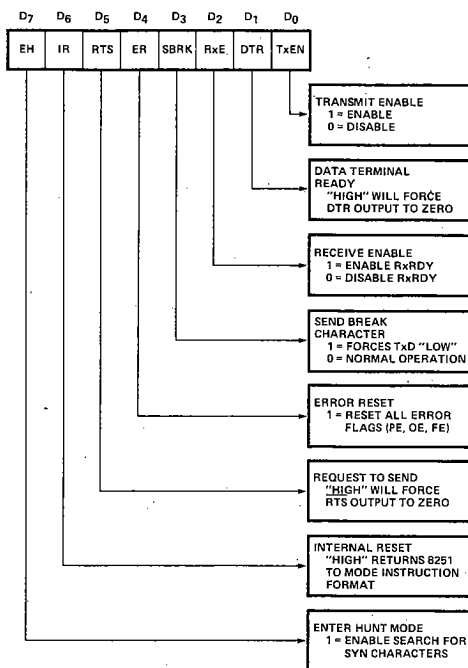 D7 D6 D5 D4 D3 D2 D1 D0
EH IR RTS ER SBRK RxE DTR TxEN
TRANSMIT ENABLE
1 = ENABLE
0 = DISABLE
DATA TERMINAL
READY
"HIGH" WILL FORCE
DTR OUTPUT TO ZERO
RECEIVE ENABLE
1 = ENABLE RxRDY
0 = DISABLE RxRDY
SEND BREAK
CHARACTER
1 = FORCES TxD "LOW"
0 = NORMAL OPERATION
ERROR RESET
1 = RESET ALL ERROR
FLAGS (PE, OE, FE)
REQUEST TO SEND
"HIGH" WILL FORCE
RTS OUTPUT TO ZERO
INTERNAL RESET
"HIGH" RETURNS 8251
TO MODE INSTRUCTION
FORMAT
ENTER HUNT MODE
1 = ENABLE SEARCH FOR
SYN CHARACTERS